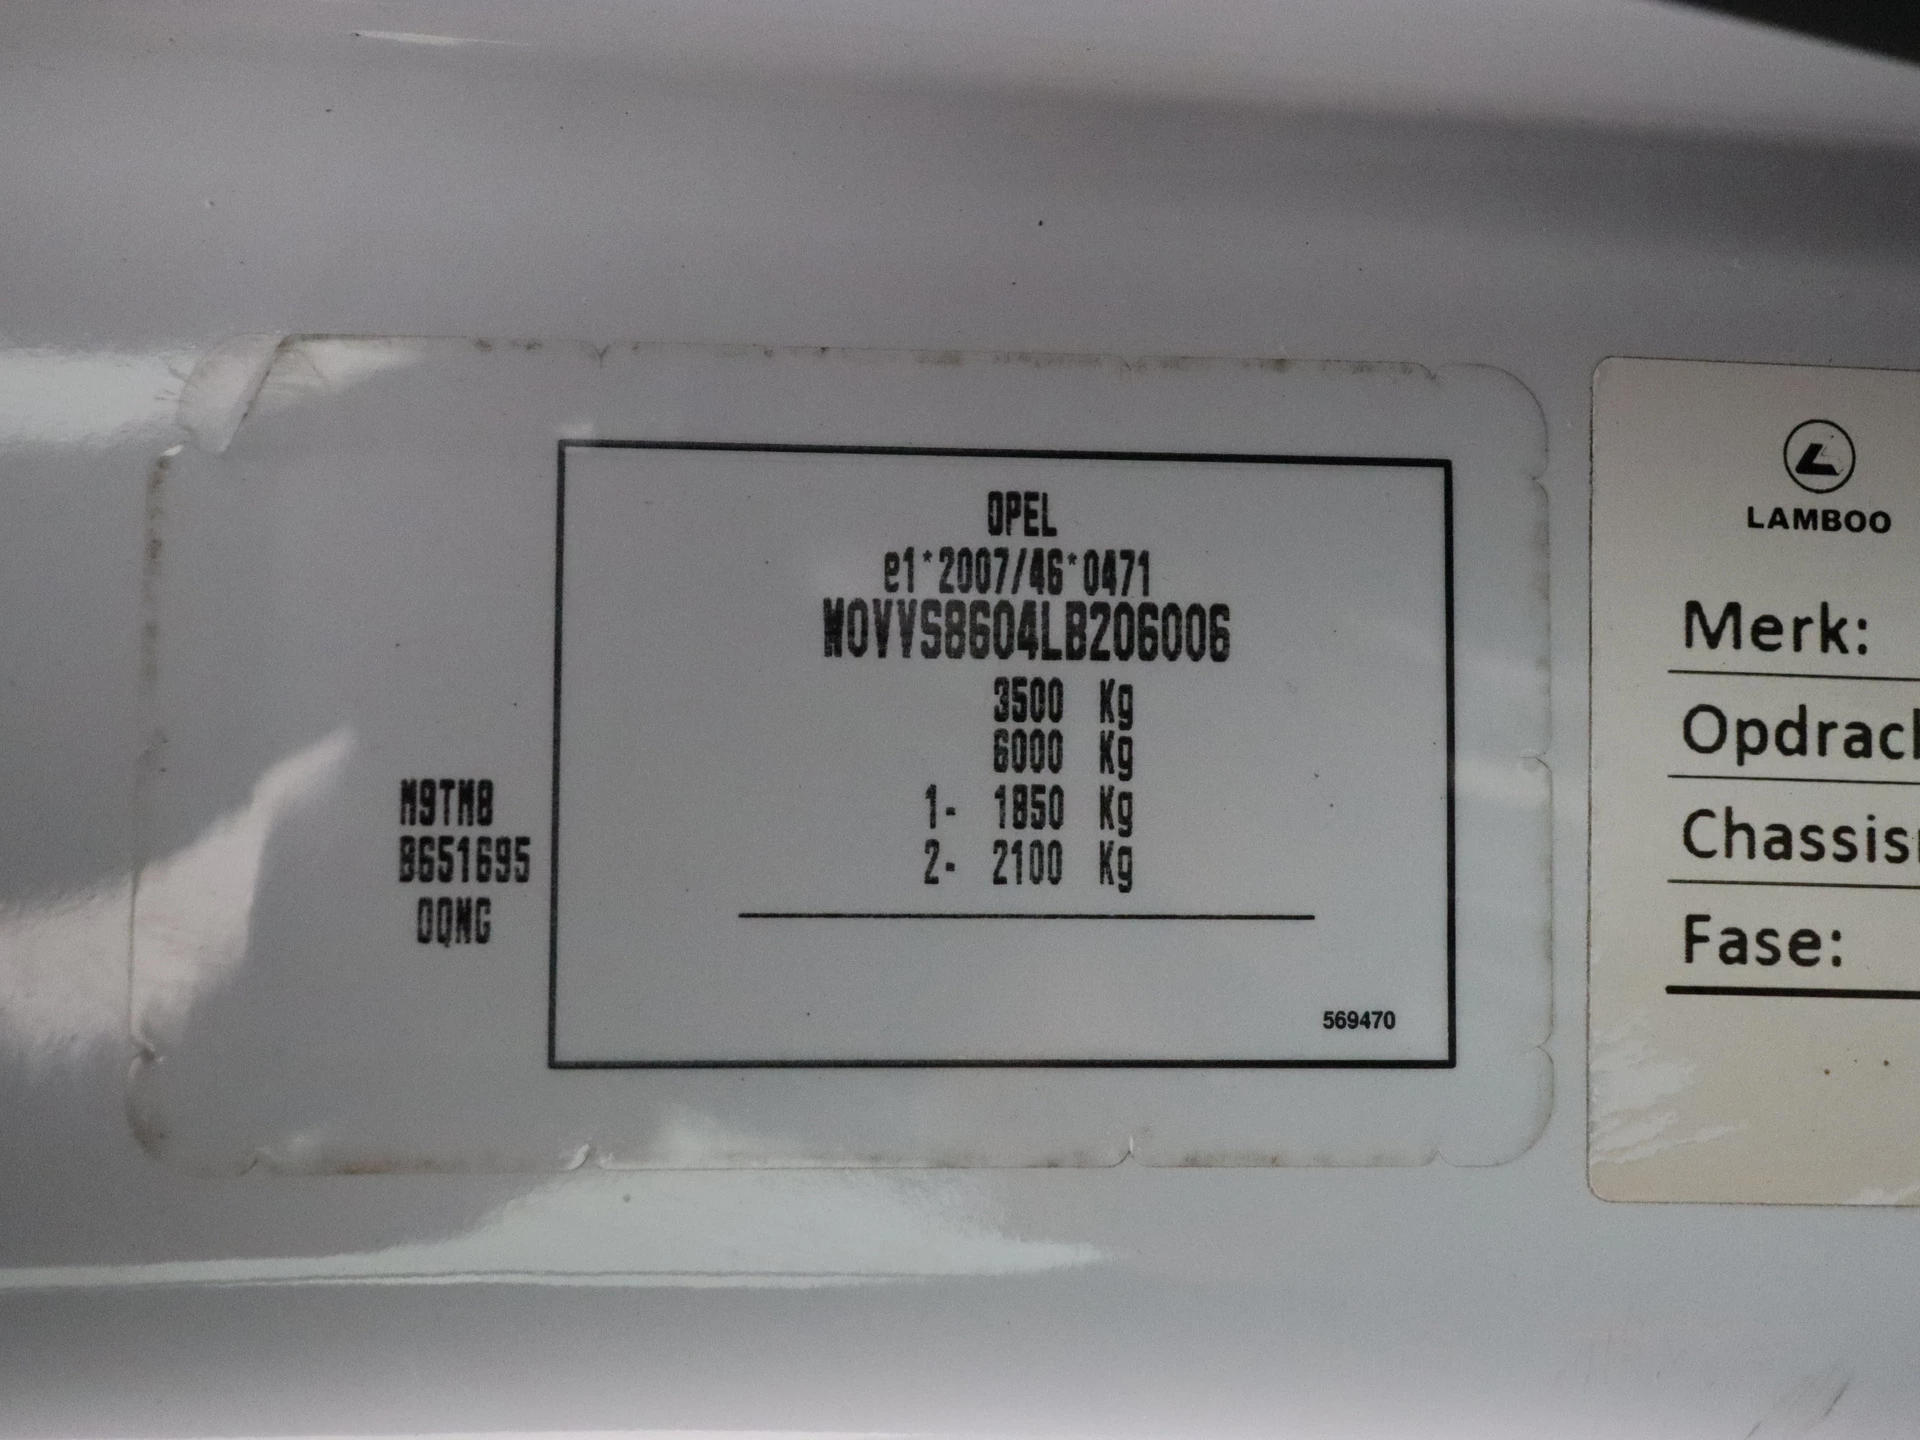 OPEL
e1*2007/46*0471
W0VVS8604LB206006
3500 Kg
6000 Kg
1- 1850 Kg
2- 2100 Kg
M9TM8
B651695
0QNG
569470
LAMBOO
Merk:
Opdrac
Chassis
Fase: